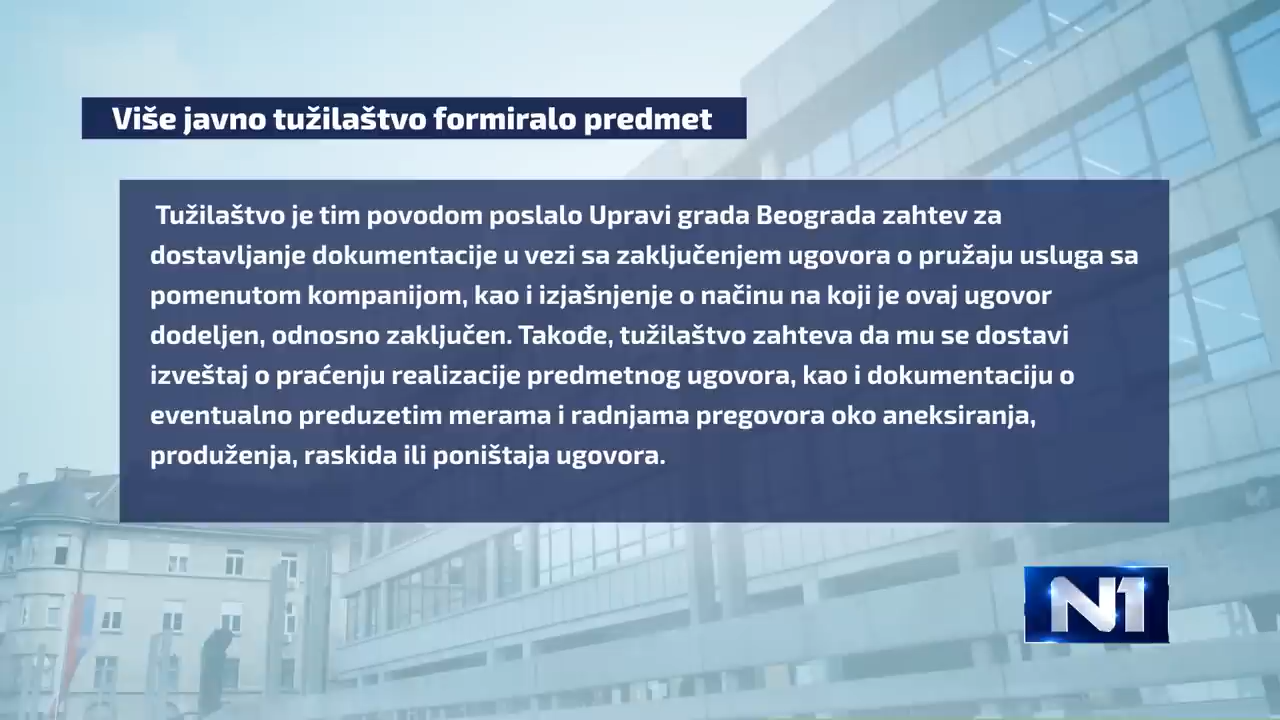 Više javno tužilaštvo formiralo predmet
Tužilaštvo je tim povodom poslalo Upravi grada Beograda zahtev za
dostavljanje dokumentacije u vezi sa zaključenjem ugovora o pružaju usluga sa
pomenutom kompanijom, kao i izjašnjenje o načinu na koji je ovaj ugovor
dodeljen, odnosno zaključen. Takođe, tužilaštvo zahteva da mu se dostavi
izveštaj o praćenju realizacije predmetnog ugovora, kao i dokumentaciju o
eventualno preduzetim merama i radnjama pregovora oko aneksiranja,
produženja, raskida ili poništaja ugovora.
N1